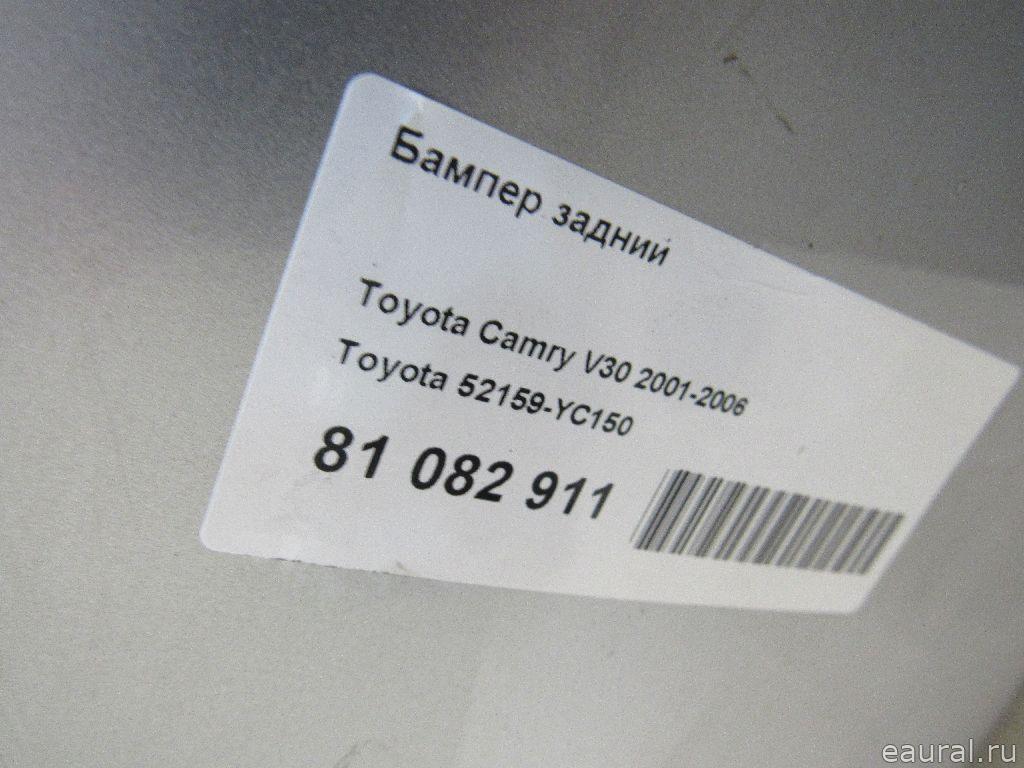 Бампер задний
Toyota Camry V30 2001-2006
Toyota 52159-YC150
81 082 911
eaural.ru